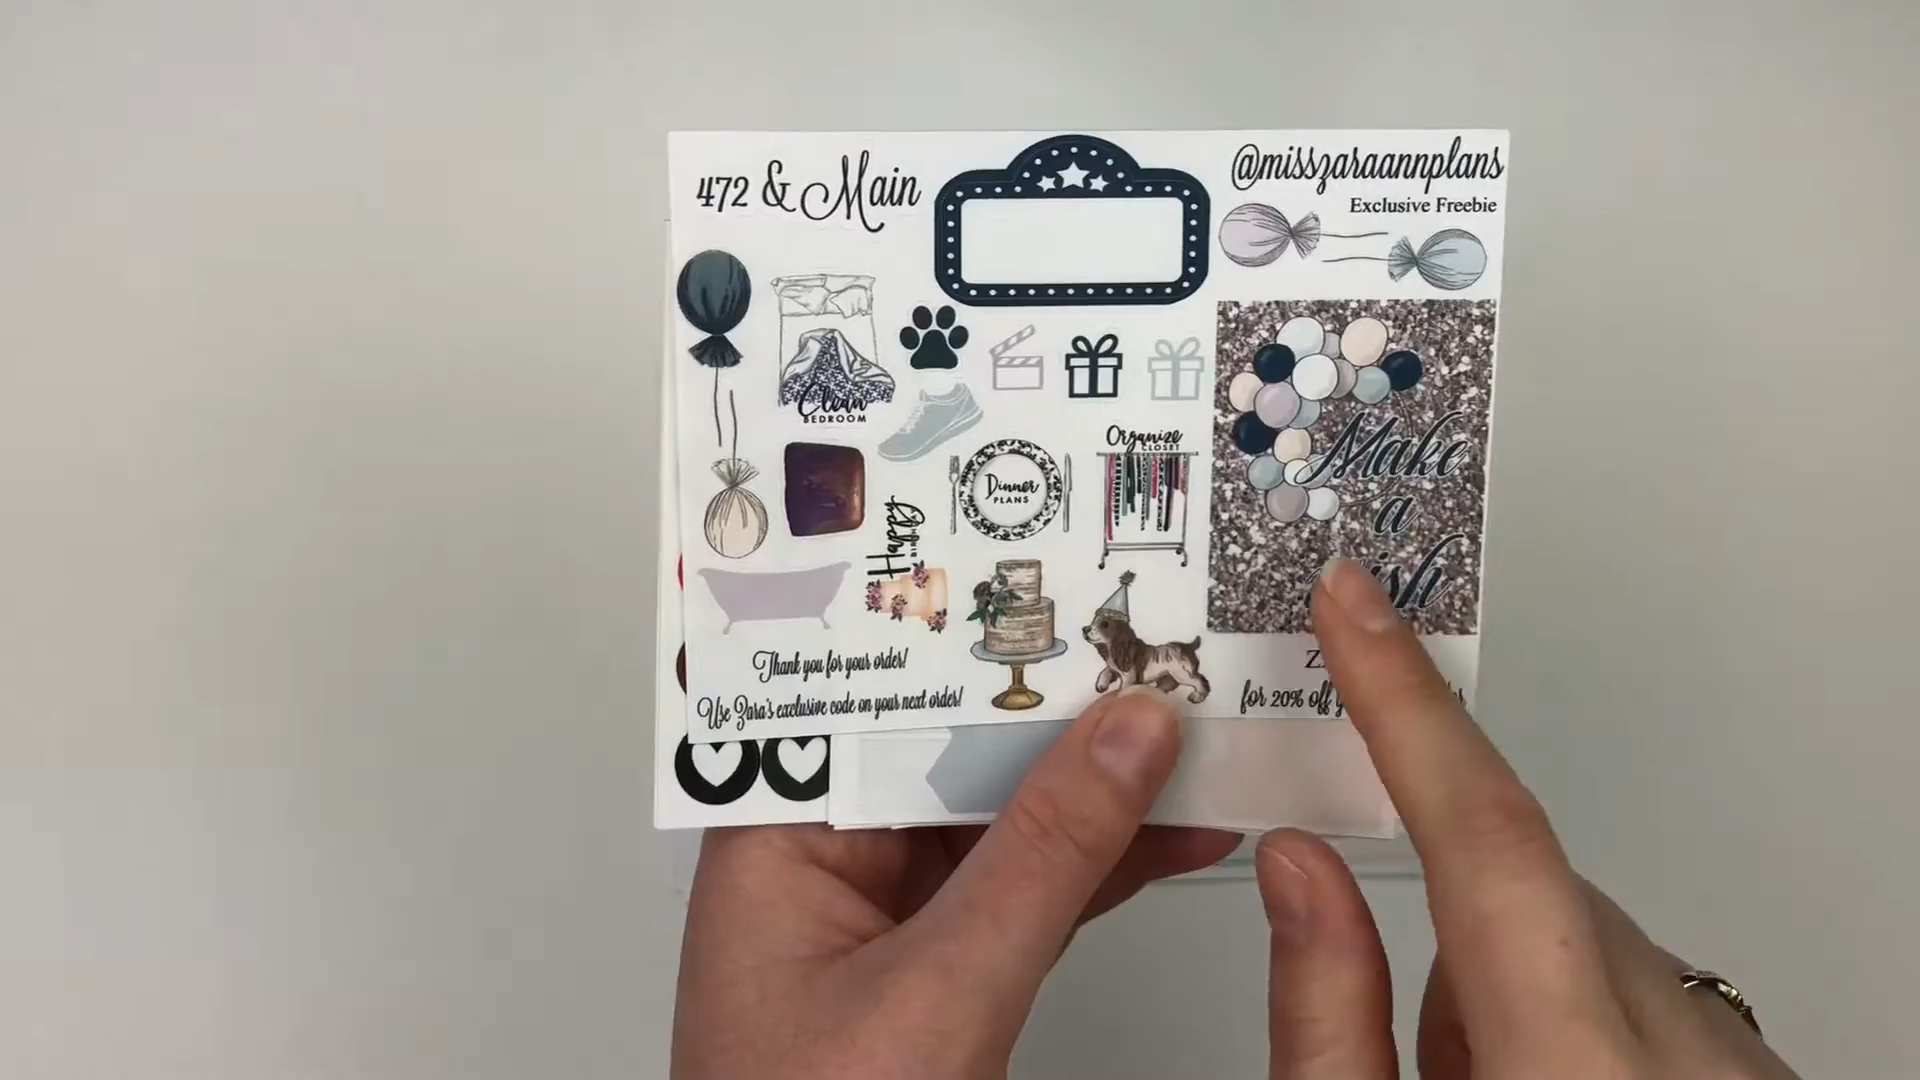 472 & Main
@misszaraannplans
Exclusive Freebie
Clean
BEDROOM
Organize
CLOSET
Dinner
PLANS
Happy
Make
a
Thank you for your order!
Use Zara's exclusive code on your next order!
for 20% off